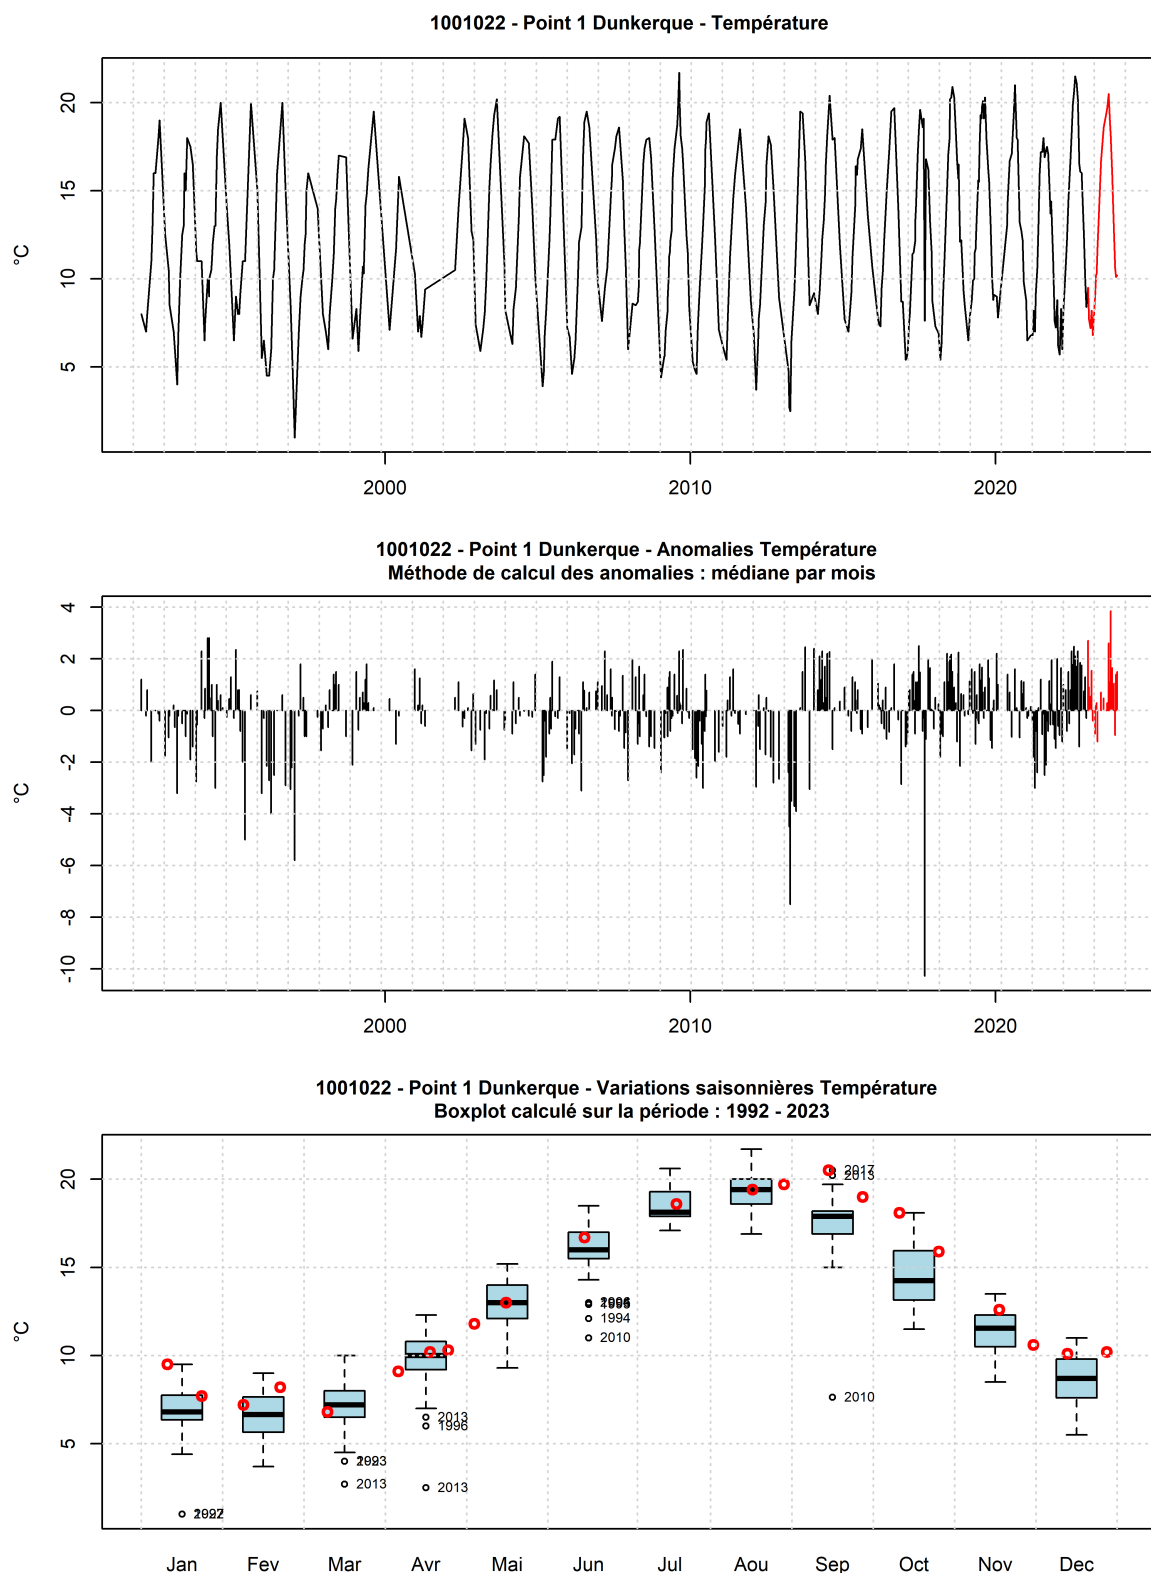 1001022 - Point 1 Dunkerque - Température
°C
20
15
10
5
2000
2010
2020
1001022 - Point 1 Dunkerque - Anomalies Température
Méthode de calcul des anomalies : médiane par mois
°C
4
2
0
-2
-4
-6
-8
-10
2000
2010
2020
1001022 - Point 1 Dunkerque - Variations saisonnières Température
Boxplot calculé sur la période : 1992 - 2023
°C
20
15
10
5
2013
1994
2010
2010
2013
1996
2013
2013
Jan
Fev
Mar
Avr
Mai
Jun
Jul
Aou
Sep
Oct
Nov
Dec